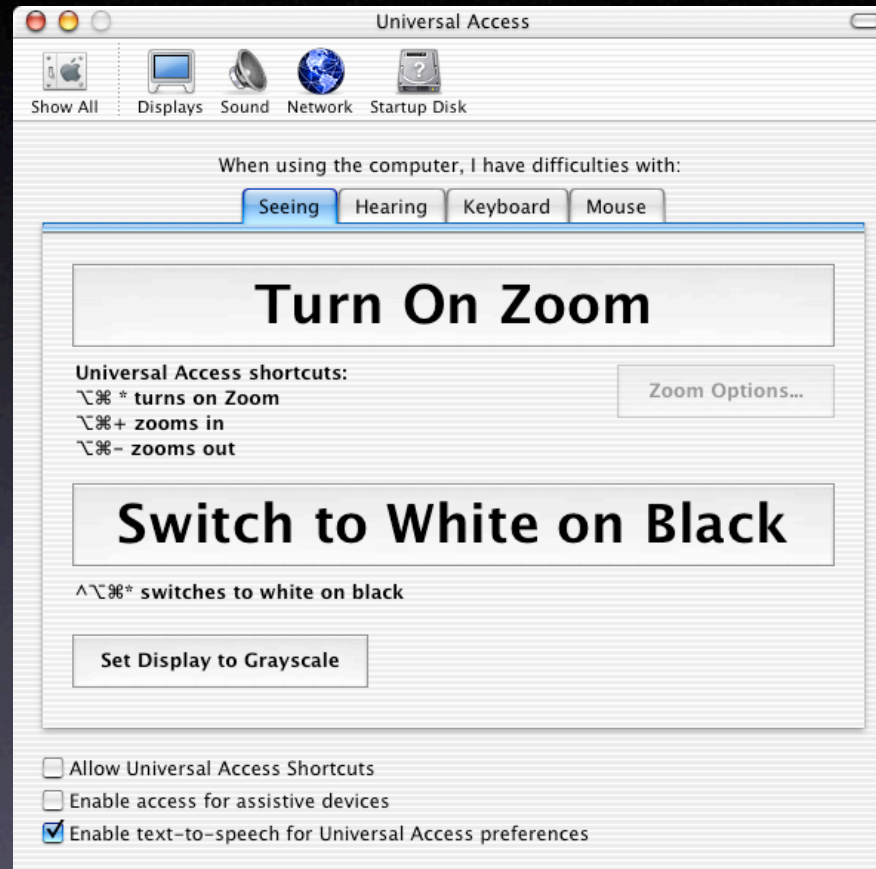 Universal Access
Show All Displays Sound Network Startup Disk
When using the computer, I have difficulties with:
Seeing Hearing Keyboard Mouse
Turn On Zoom
Universal Access shortcuts:
⌥⌘ * turns on Zoom
⌥⌘+ zooms in
⌥⌘- zooms out
Zoom Options...
Switch to White on Black
^⌥⌘* switches to white on black
Set Display to Grayscale
Allow Universal Access Shortcuts
Enable access for assistive devices
Enable text-to-speech for Universal Access preferences